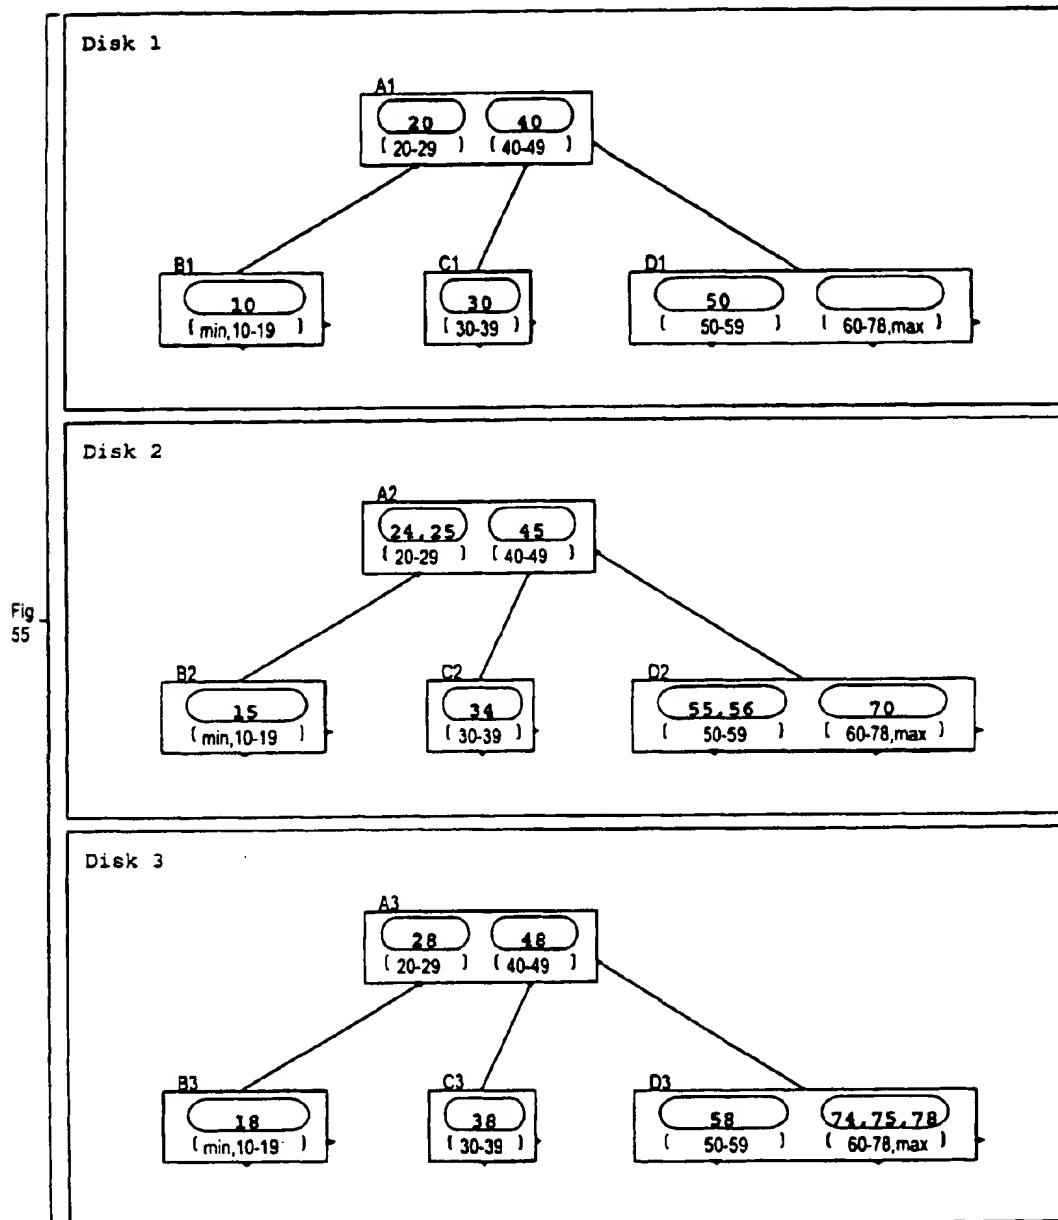 Disk 1
A1
20 40
[ 20-29 ] [ 40-49 ]
B1 C1 D1
10 30 50
[ min,10-19 ] [ 30-39 ] [ 50-59 ] [ 60-78,max ]
Disk 2
A2
24,25 45
[ 20-29 ] [ 40-49 ]
Fig
55
B2 C2 D2
15 34 55,56 70
[ min,10-19 ] [ 30-39 ] [ 50-59 ] [ 60-78,max ]
Disk 3
A3
28 48
[ 20-29 ] [ 40-49 ]
B3 C3 D3
18 38 58 74,75,78
[ min,10-19 ] [ 30-39 ] [ 50-59 ] [ 60-78,max ]